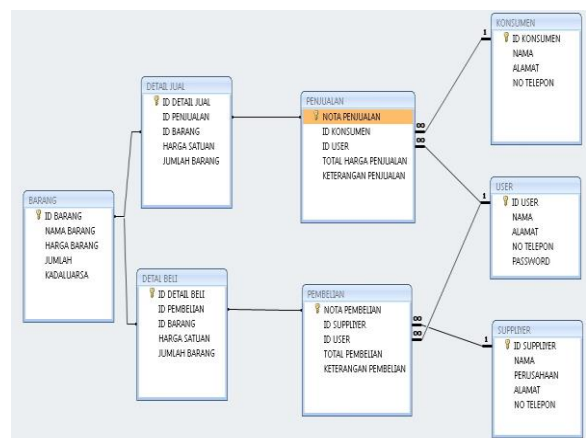 KONSUMEN
ID KONSUMEN
NAMA
ALAMAT
NO TELEPON
DETAIL JUAL
ID DETAIL JUAL
ID PENJUALAN
ID BARANG
HARGA SATUAN
JUMLAH BARANG
PENJUALAN
NOTA PENJUALAN
ID KONSUMEN
ID USER
TOTAL HARGA PENJUALAN
KETERANGAN PENJUALAN
BARANG
ID BARANG
NAMA BARANG
HARGA BARANG
JUMLAH
KADALUARSA
USER
ID USER
NAMA
ALAMAT
NO TELEPON
PASSWORD
DETAL BELI
ID DETAIL BELI
ID PEMBELIAN
ID BARANG
HARGA SATUAN
JUMLAH BARANG
PEMBELIAN
NOTA PEMBELIAN
ID SUPPLIYER
ID USER
TOTAL PEMBELIAN
KETERANGAN PEMBELIAN
SUPPLIYER
ID SUPPLIYER
NAMA
PERUSAHAAN
ALAMAT
NO TELEPON
1
∞
∞
1
∞
∞
1